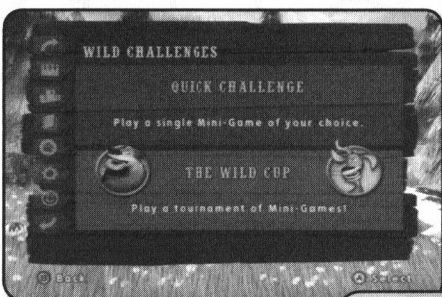 WILD CHALLENGES
QUICK CHALLENGE
Play a single Mini-Game of your choice.
THE WILD CUP
Play a tournament of Mini-Games!
Back
Select